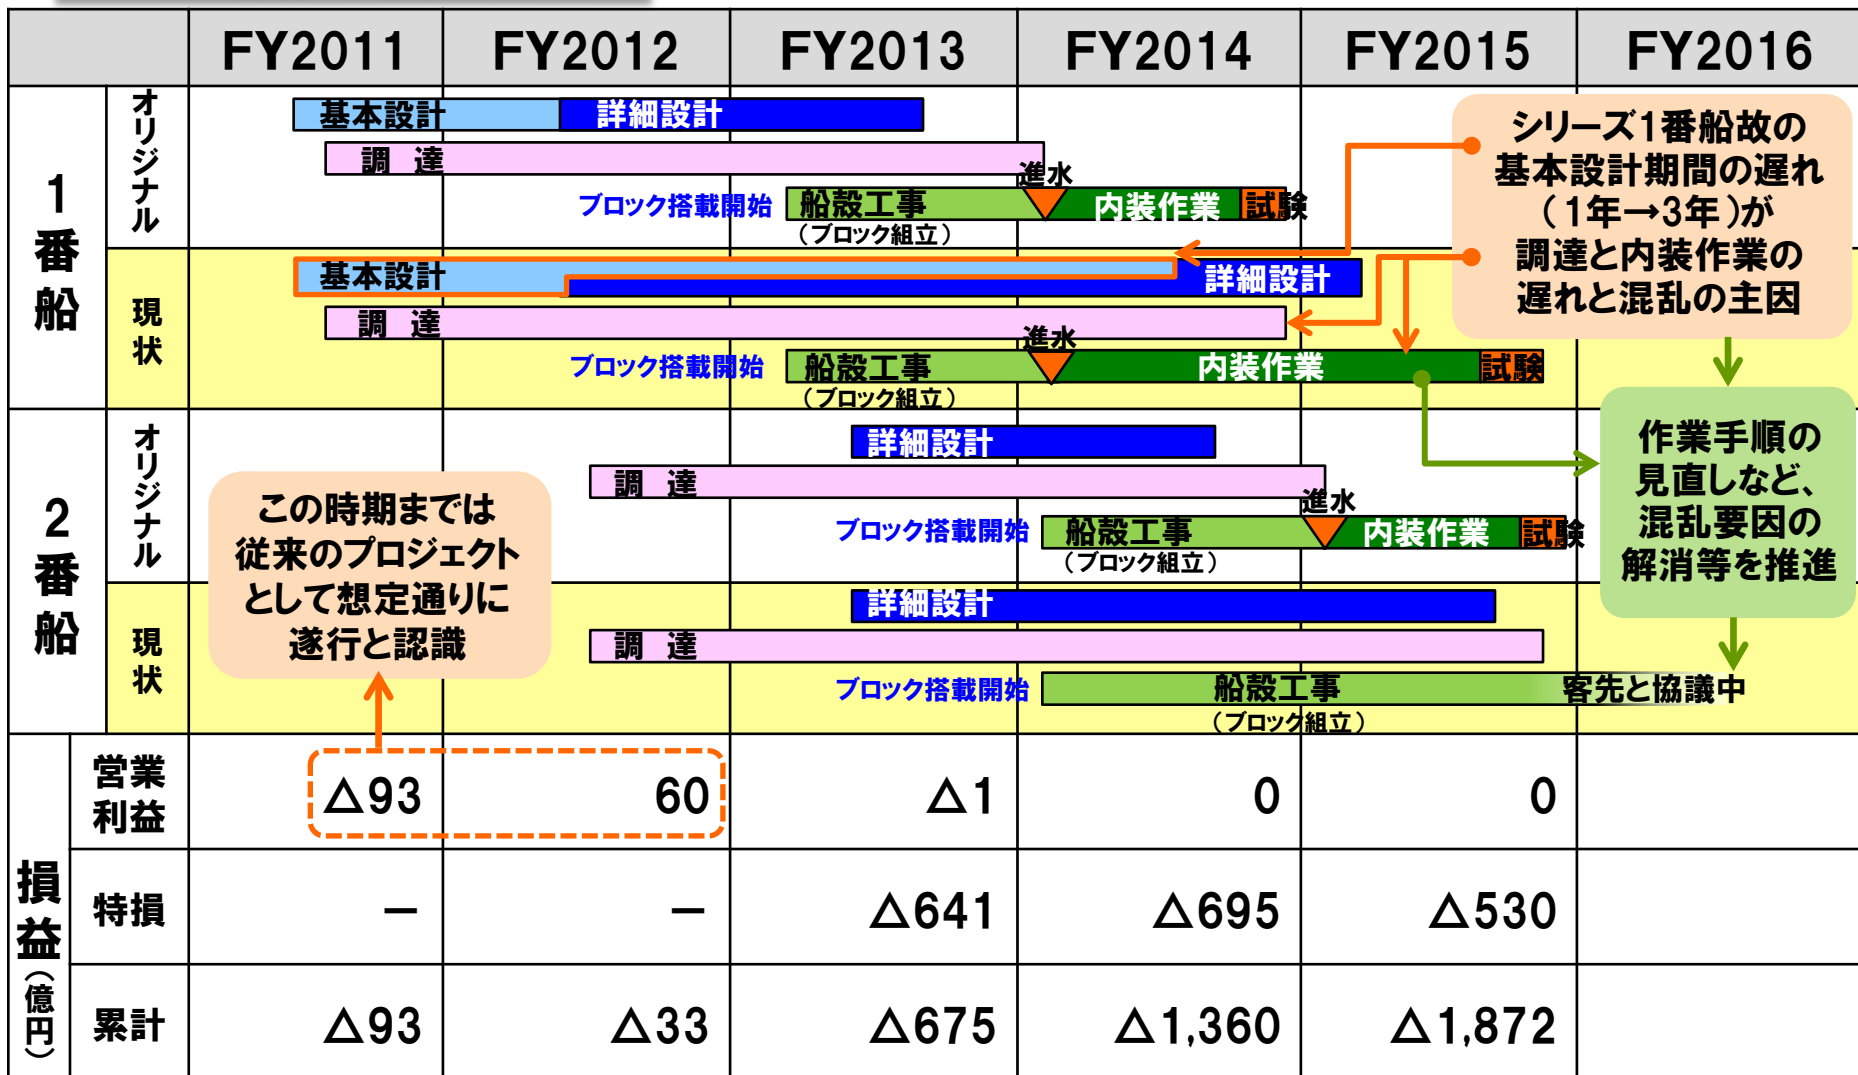 FY2011 FY2012 FY2013 FY2014 FY2015 FY2016
1番船
オリジナル
基本設計 詳細設計
調 達
進水
ブロック搭載開始 船殻工事 内装作業 試験
（ブロック組立）
シリーズ1番船故の
基本設計期間の遅れ
（1年→3年）が
調達と内装作業の
遅れと混乱の主因
現状
基本設計 詳細設計
調 達
進水
ブロック搭載開始 船殻工事 内装作業 試験
（ブロック組立）
2番船
オリジナル
詳細設計
調 達
進水
ブロック搭載開始 船殻工事 内装作業 試験
（ブロック組立）
この時期までは
従来のプロジェクト
として想定通りに
遂行と認識
作業手順の
見直しなど、
混乱要因の
解消等を推進
現状
詳細設計
調 達
ブロック搭載開始 船殻工事 客先と協議中
（ブロック組立）
損益（億円）
営業
利益
△93 60 △1 0 0
特損 － － △641 △695 △530
累計 △93 △33 △675 △1,360 △1,872